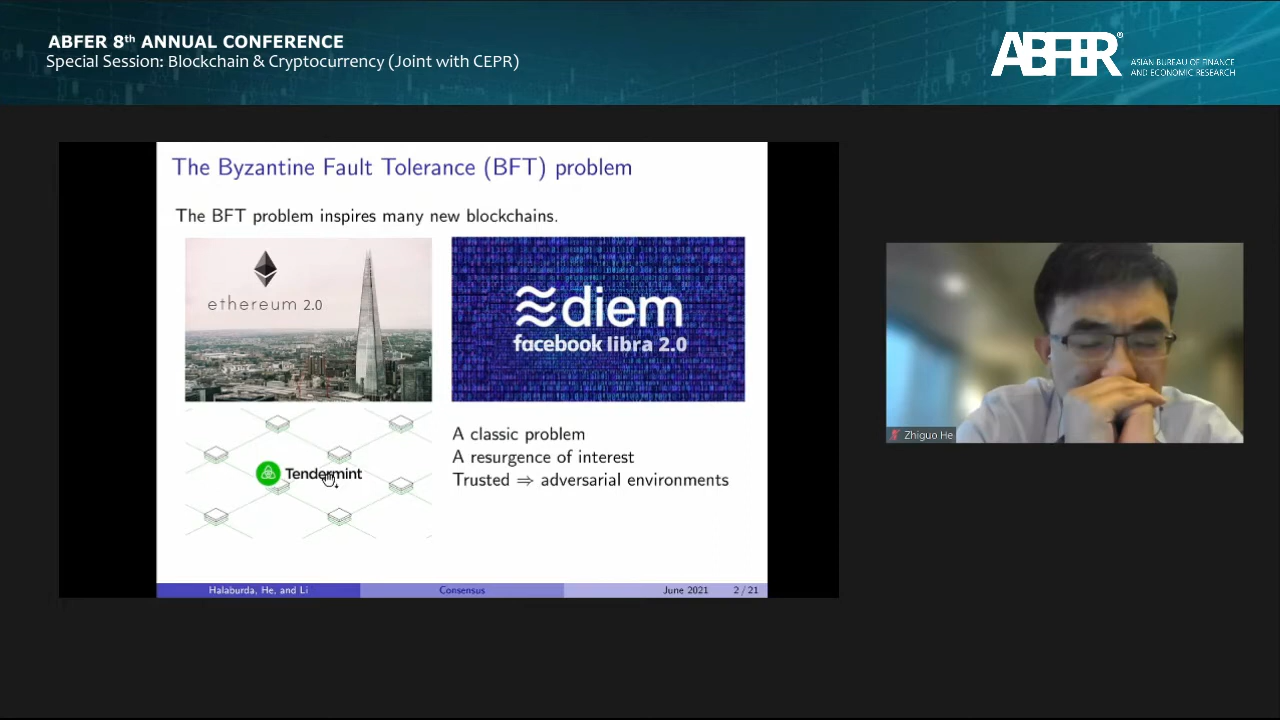 ABFER 8th ANNUAL CONFERENCE
Special Session: Blockchain & Cryptocurrency (Joint with CEPR)
ABFER®
ASIAN BUREAU OF FINANCE
AND ECONOMIC RESEARCH
The Byzantine Fault Tolerance (BFT) problem
The BFT problem inspires many new blockchains.
ethereum 2.0
diem
facebook libra 2.0
Tendermint
A classic problem
A resurgence of interest
Trusted ⇒ adversarial environments
Halaburda, He, and Li
Consensus
June 2021
2 / 21
Zhiguo He